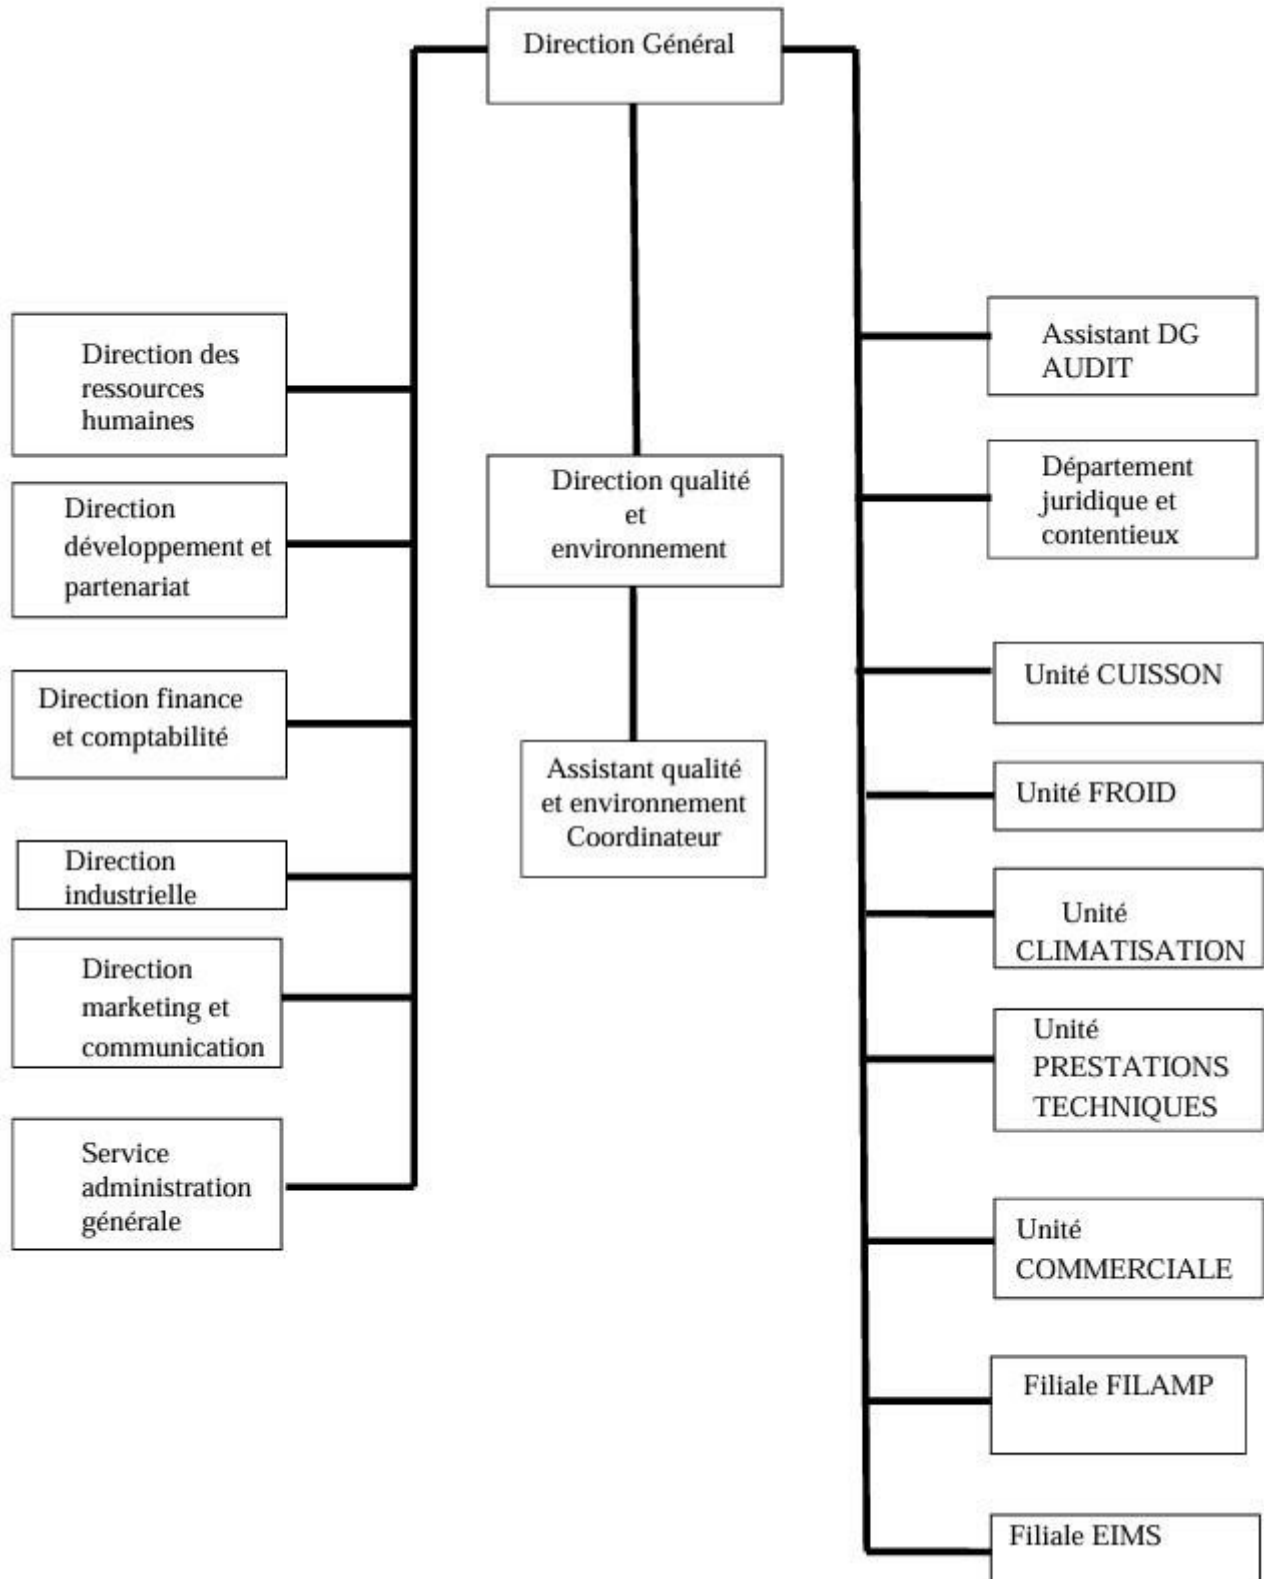 Direction Général
Direction des
ressources
humaines
Direction
développement et
partenariat
Direction finance
et comptabilité
Direction
industrielle
Direction
marketing et
communication
Service
administration
générale
Direction qualité
et
environnement
Assistant qualité
et environnement
Coordinateur
Assistant DG
AUDIT
Département
juridique et
contentieux
Unité CUISSON
Unité FROID
Unité
CLIMATISATION
Unité
PRESTATIONS
TECHNIQUES
Unité
COMMERCIALE
Filiale FILAMP
Filiale EIMS